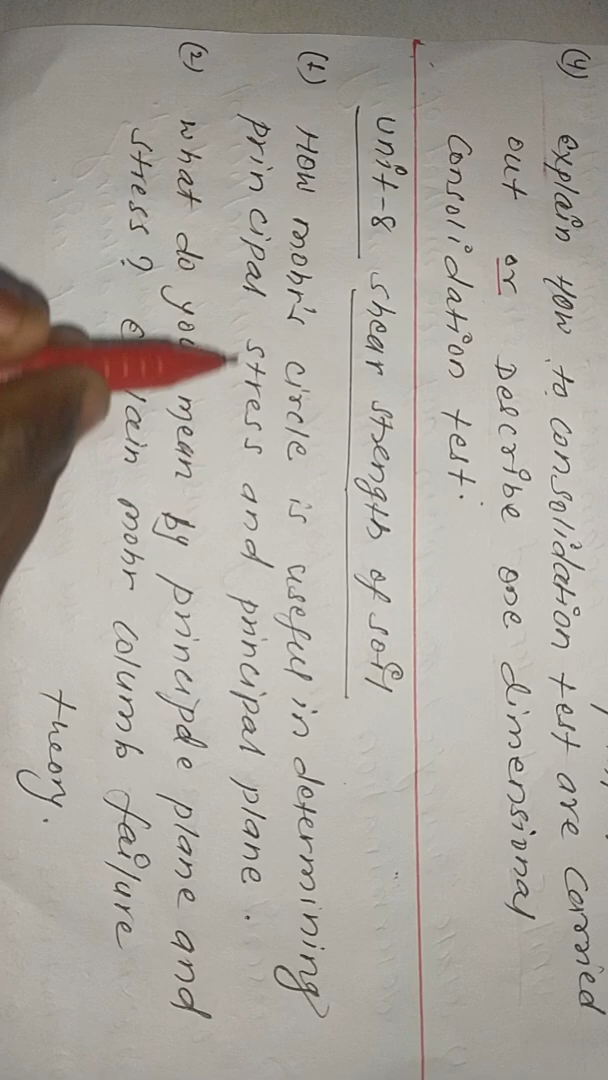 (4) explain How to consolidation test are carried
out or Describe one dimensional
Consolidation test.
unit-8 shear strength of soil
(1) How mohr's circle is useful in determining
principal stress and principal plane.
(2) what do you mean by principle plane and
stress? lain mohr columb failure
theory.